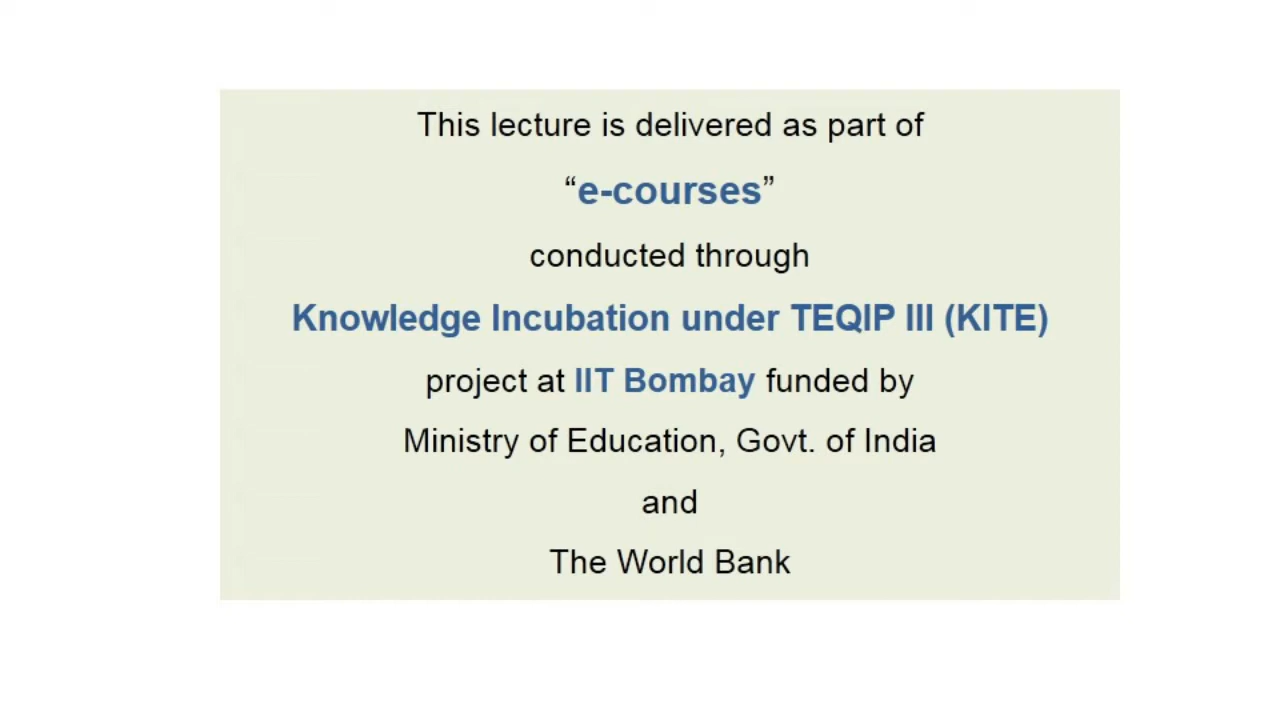 This lecture is delivered as part of
“e-courses”
conducted through
Knowledge Incubation under TEQIP III (KITE)
project at IIT Bombay funded by
Ministry of Education, Govt. of India
and
The World Bank